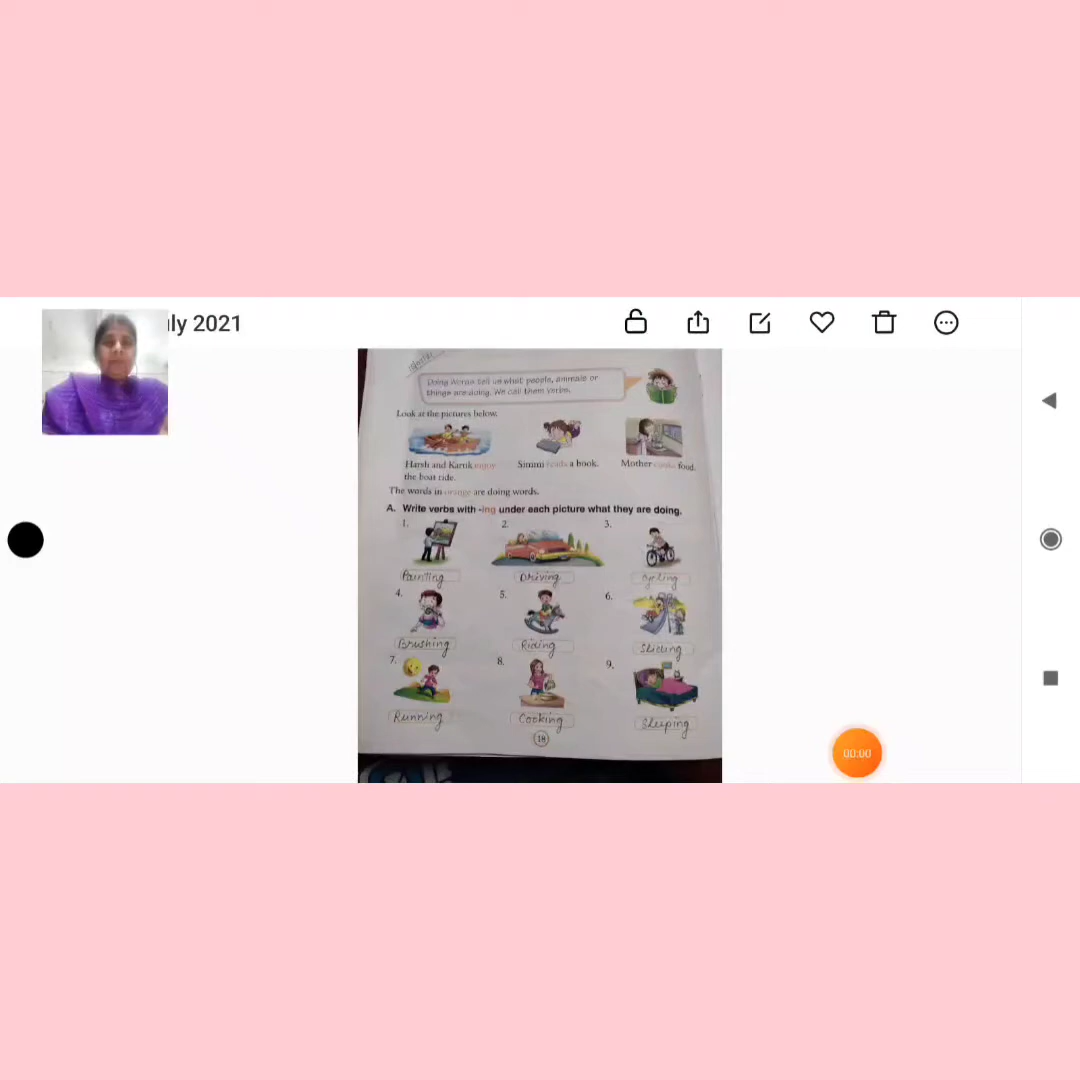 ly 2021
Doing words tell us what people, animals or
things are doing. We call them verbs.
Look at the pictures below.
Harsh and Kartik enjoy
the boat ride.
Simmi reads a book.
Mother cooks food.
The words in orange are doing words.
A. Write verbs with -ing under each picture what they are doing.
1.
2.
3.
Painting
Driving
Cycling
4.
5.
6.
Brushing
Riding
Sliding
7.
8.
9.
Running
Cooking
Sleeping
18
00:00